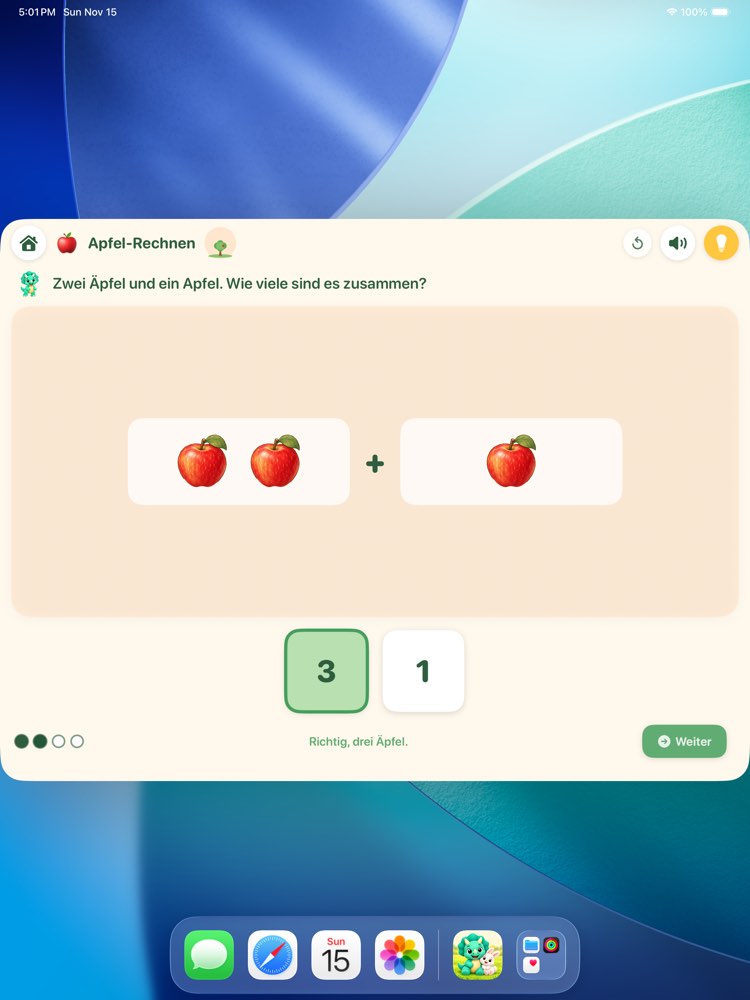 5:01 PM Sun Nov 15
100%
Apfel-Rechnen
Zwei Äpfel und ein Apfel. Wie viele sind es zusammen?
+
3
1
Richtig, drei Äpfel.
Weiter
Sun
15